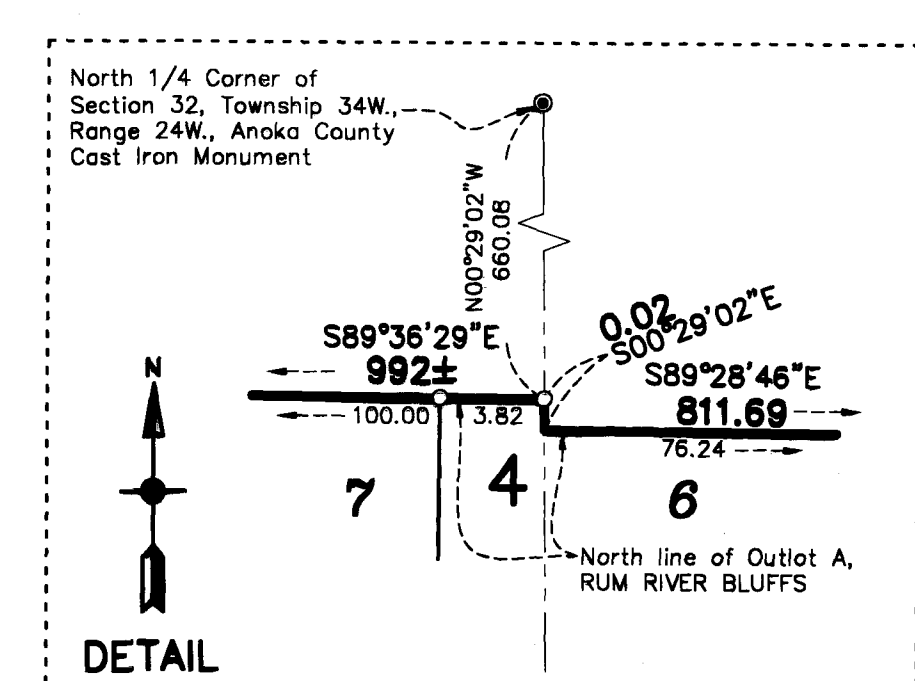 North 1/4 Corner of
Section 32, Township 34W.,
Range 24W., Anoka County
Cast Iron Monument
N00°29'02"W
660.08
0.02
S00°29'02"E
S89°36'29"E
992±
S89°28'46"E
811.69
100.00
3.82
76.24
N
7
4
6
North line of Outlot A,
RUM RIVER BLUFFS
DETAIL